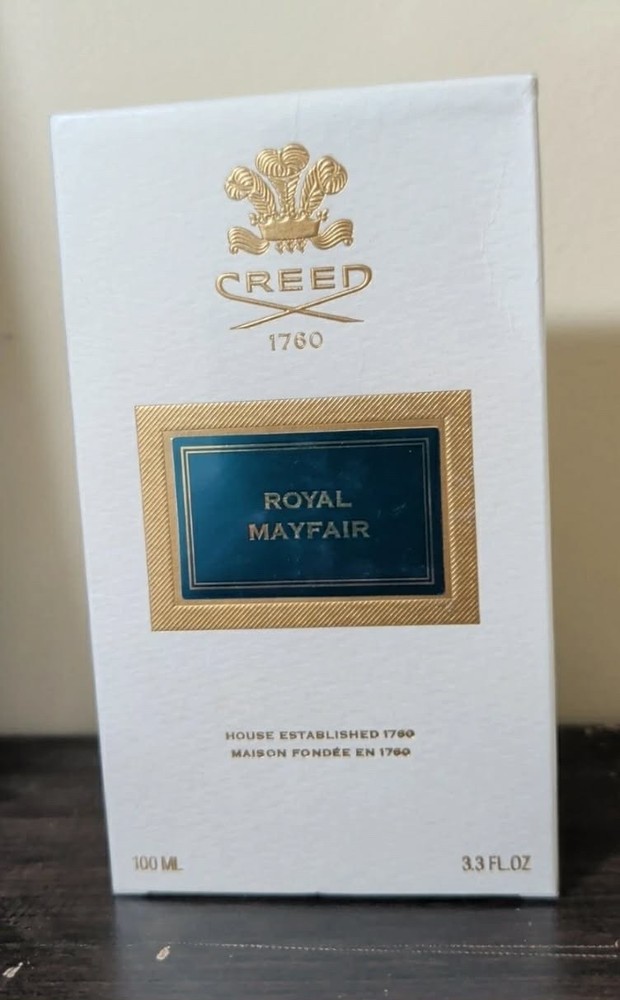 CREED
1760
ROYAL
MAYFAIR
HOUSE ESTABLISHED 1760
MAISON FONDÉE EN 1760
100 ML
3.3 FL.OZ